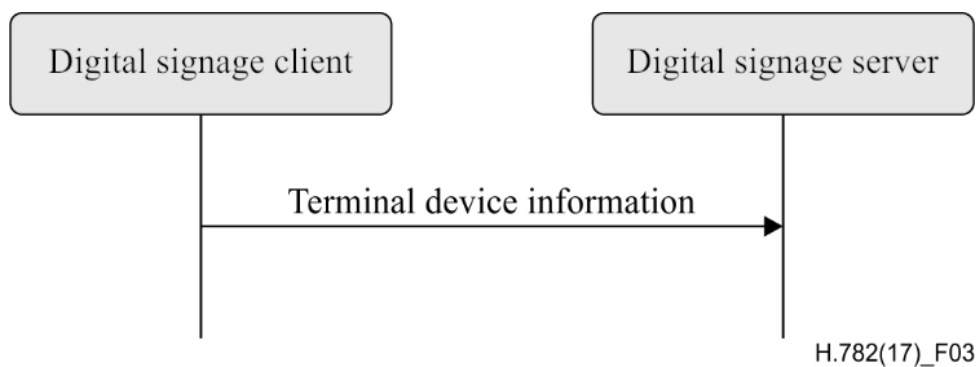 Digital signage client
Digital signage server
Terminal device information
H.782(17)_F03